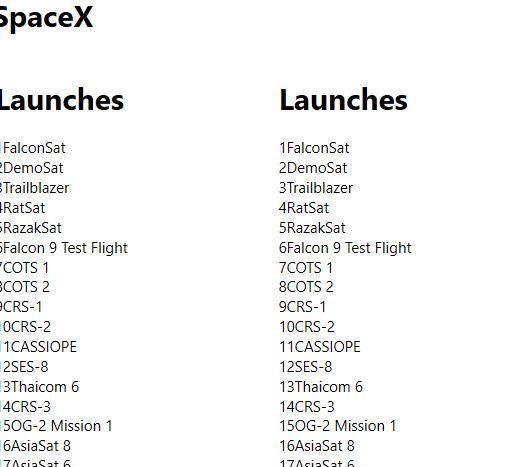 SpaceX
Launches
1FalconSat
2DemoSat
3Trailblazer
4RatSat
5RazakSat
6Falcon 9 Test Flight
7COTS 1
8COTS 2
9CRS-1
10CRS-2
11CASSIOPE
12SES-8
13Thaicom 6
14CRS-3
15OG-2 Mission 1
16AsiaSat 8
17AsiaSat 6
Launches
1FalconSat
2DemoSat
3Trailblazer
4RatSat
5RazakSat
6Falcon 9 Test Flight
7COTS 1
8COTS 2
9CRS-1
10CRS-2
11CASSIOPE
12SES-8
13Thaicom 6
14CRS-3
15OG-2 Mission 1
16AsiaSat 8
17AsiaSat 6